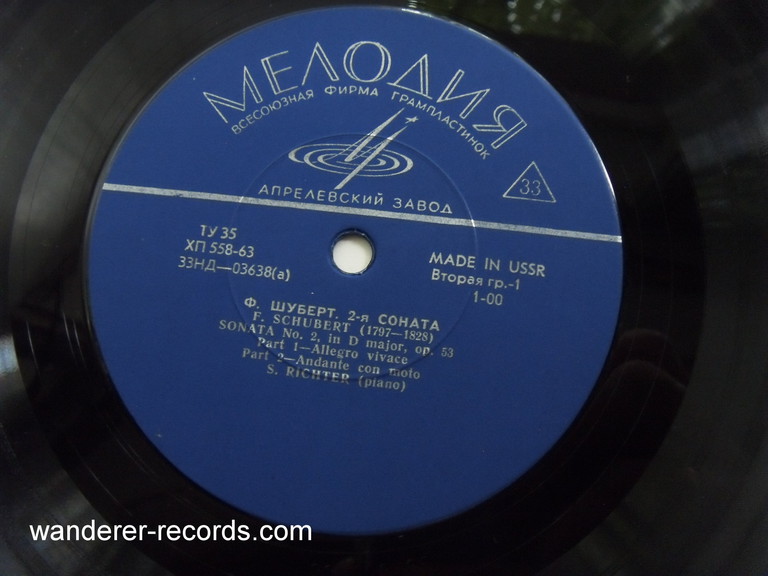 МЕЛОДИЯ
ВСЕСОЮЗНАЯ ФИРМА ГРАМПЛАСТИНОК
33
АПРЕЛЕВСКИЙ ЗАВОД
ТУ 35
ХП 558-63
33НД—03638(а)
MADE IN USSR
Вторая гр.-1
1-00
Ф. ШУБЕРТ. 2-я СОНАТА
F. SCHUBERT (1797—1828)
SONATA No. 2, in D major, op. 53
Part 1—Allegro vivace
Part 2—Andante con moto
S. RICHTER (piano)
wanderer-records.com